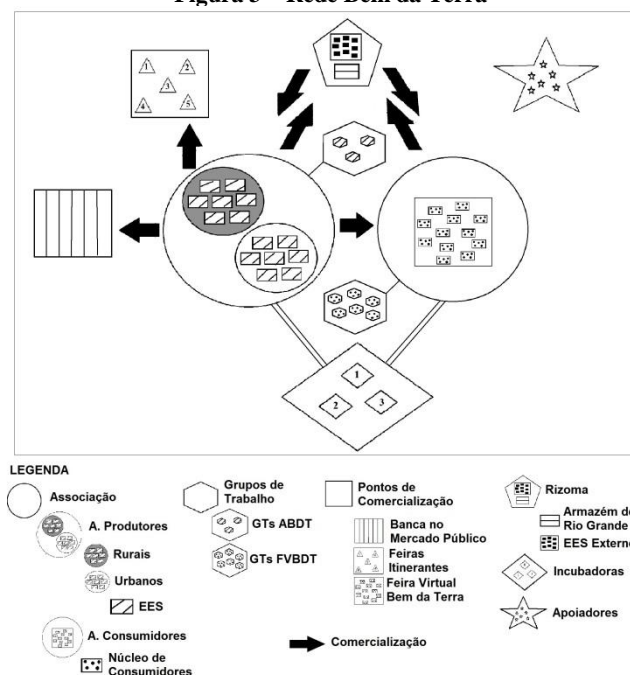 Figura 3 – Rede Bem da Terra
1
2
3
4
5
1
2
3
LEGENDA
Associação
A. Produtores
Rurais
Urbanos
EES
A. Consumidores
Núcleo de
Consumidores
Grupos de
Trabalho
GTs ABDT
GTs FVBDT
Pontos de
Comercialização
Banca no
Mercado Público
Feiras
Itinerantes
Feira Virtual
Bem da Terra
Comercialização
Rizoma
Armazém do
Rio Grande
EES Externo
Incubadoras
Apoiadores